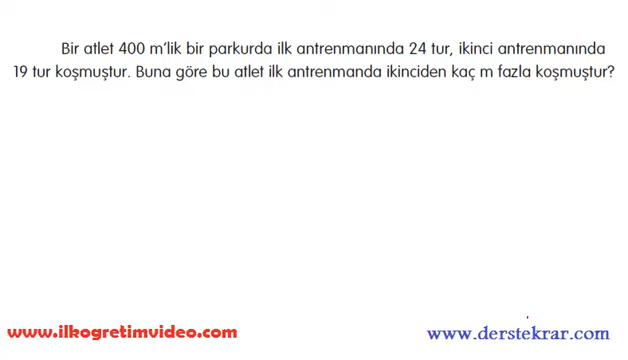 Bir atlet 400 m'lik bir parkurda ilk antrenmanında 24 tur, ikinci antrenmanında
19 tur koşmuştur. Buna göre bu atlet ilk antrenmanda ikinciden kaç m fazla koşmuştur?
www.ilkogretimvideo.com
www.derstekrar.com